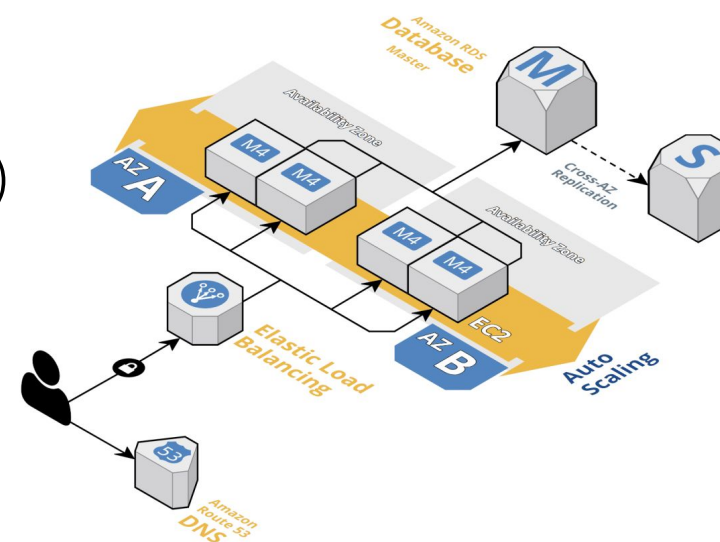 Amazon RDS
Database
Master
M
S
Cross-AZ
Replication
Availability Zone
M4
M4
AZ
A
Availability Zone
M4
M4
EC2
AZ
B
Auto
Scaling
Elastic Load
Balancing
53
Amazon
Route 53
DNS